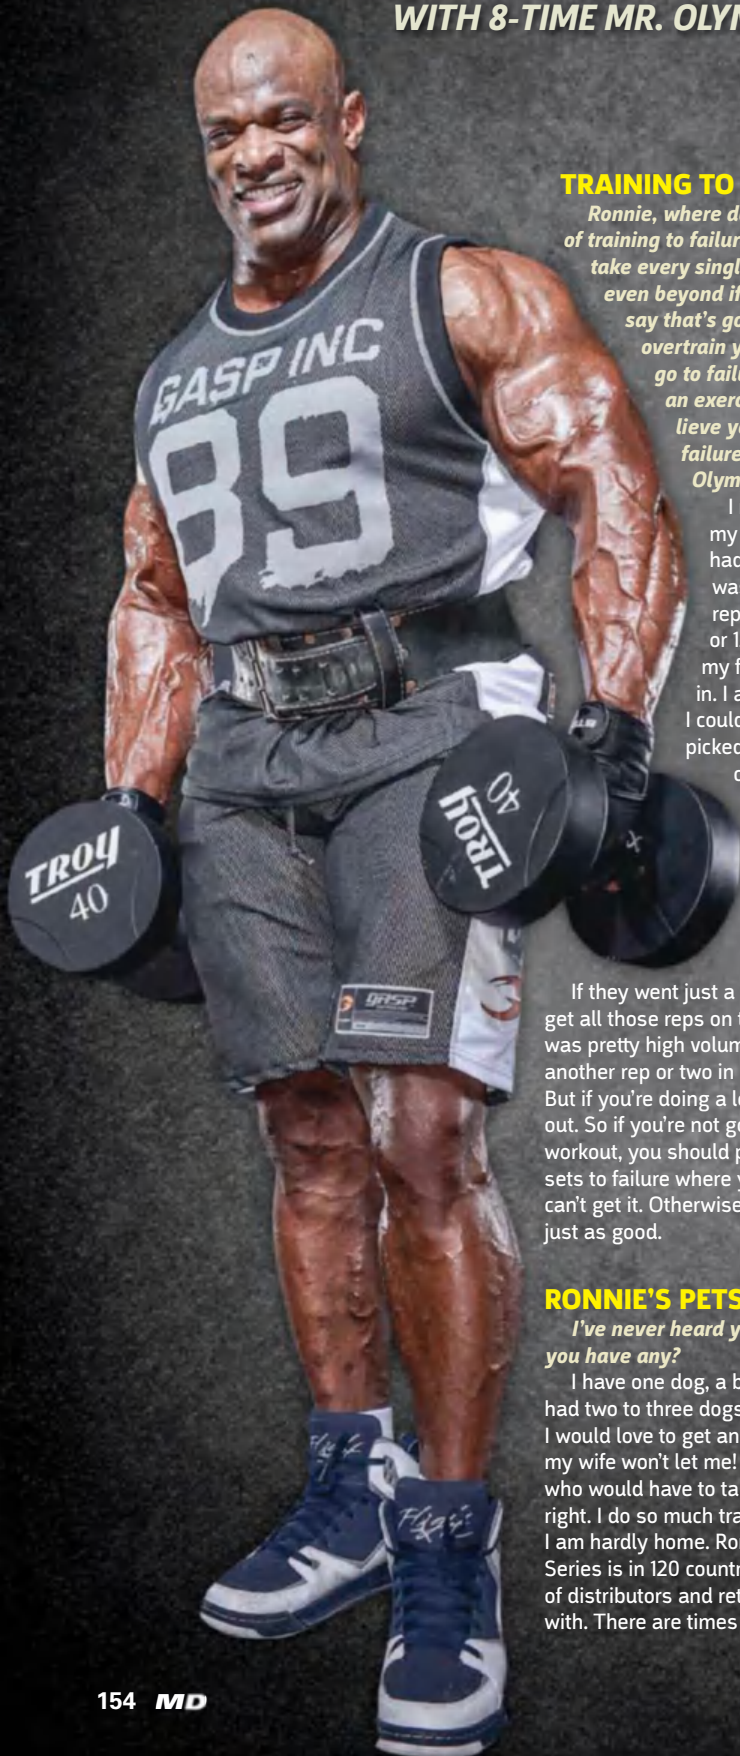 WITH 8-TIME MR. OLYM
TRAINING TO
Ronnie, where d
of training to failur
take every singl
even beyond if
say that's go
overtrain y
go to fail
an exerc
lieve y
failure
Olym
I
my
had
wa
rep
or 1
my f
in. I a
I could
picked
GASP INC
89
TROY
40
TROY
40
GASP
If they went just a
get all those reps on
was pretty high volum
another rep or two in
But if you're doing a l
out. So if you're not g
workout, you should p
sets to failure where y
can't get it. Otherwise
just as good.
RONNIE'S PETS
I've never heard y
you have any?
I have one dog, a b
had two to three dogs
I would love to get an
my wife won't let me!
who would have to ta
right. I do so much tra
I am hardly home. Ron
Series is in 120 countr
of distributors and ret
with. There are times
Flight
Flight
154 MD